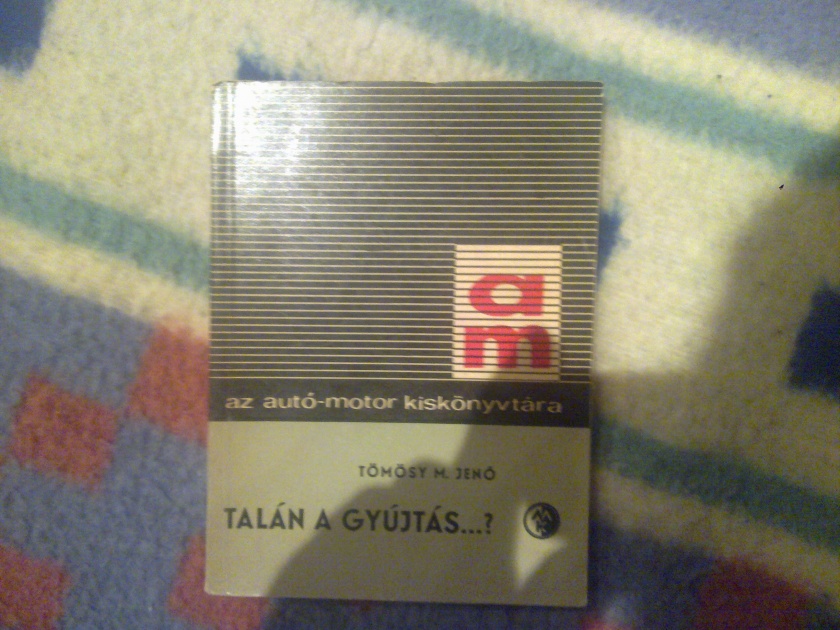 am
az autó-motor kiskönyvtára
TÖMÖSY M. JENŐ
TALÁN A GYÚJTÁS...?